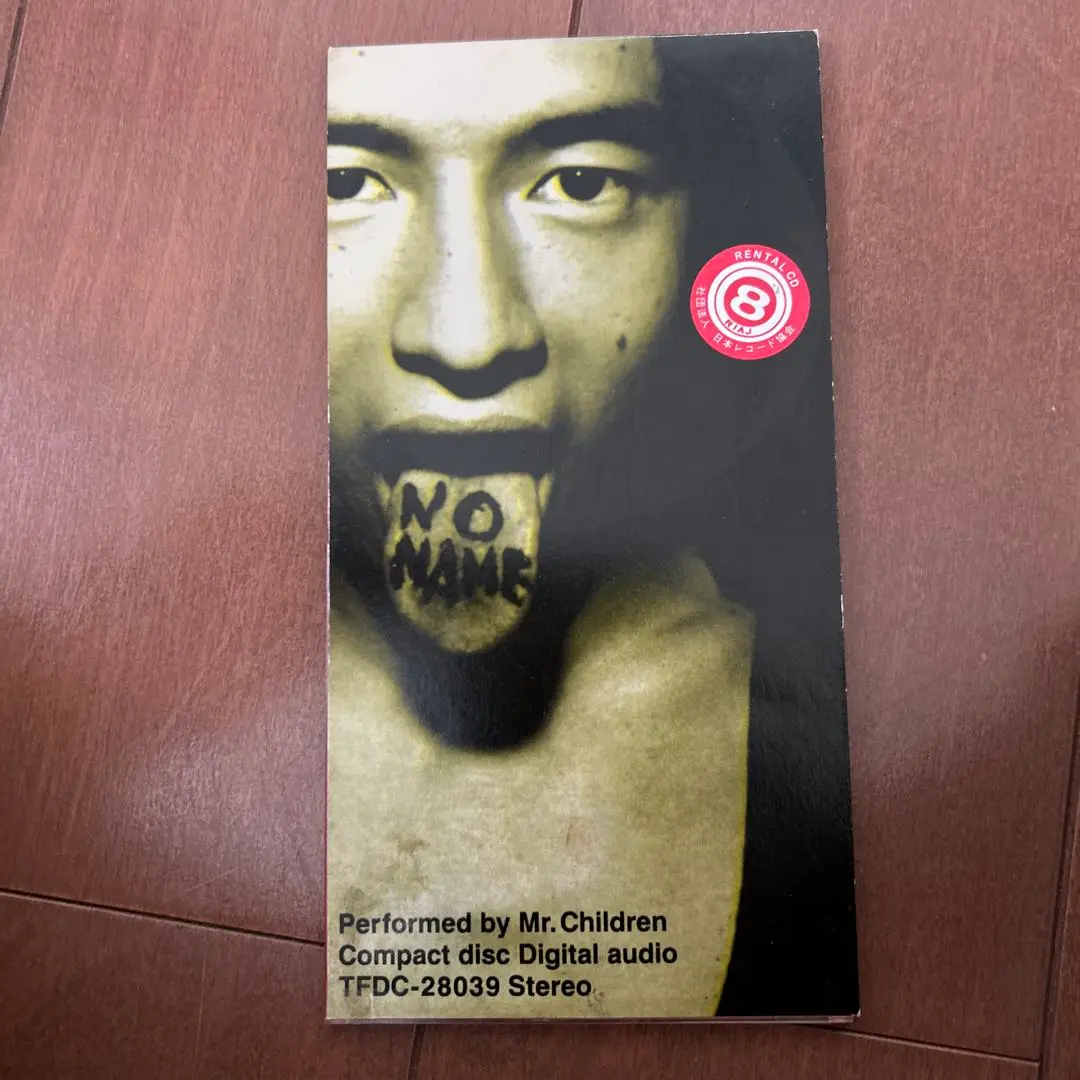 RENTAL CD
8
RIAJ
社団法人 日本レコード協会
NO
NAME
Performed by Mr.Children
Compact disc Digital audio
TFDC-28039 Stereo